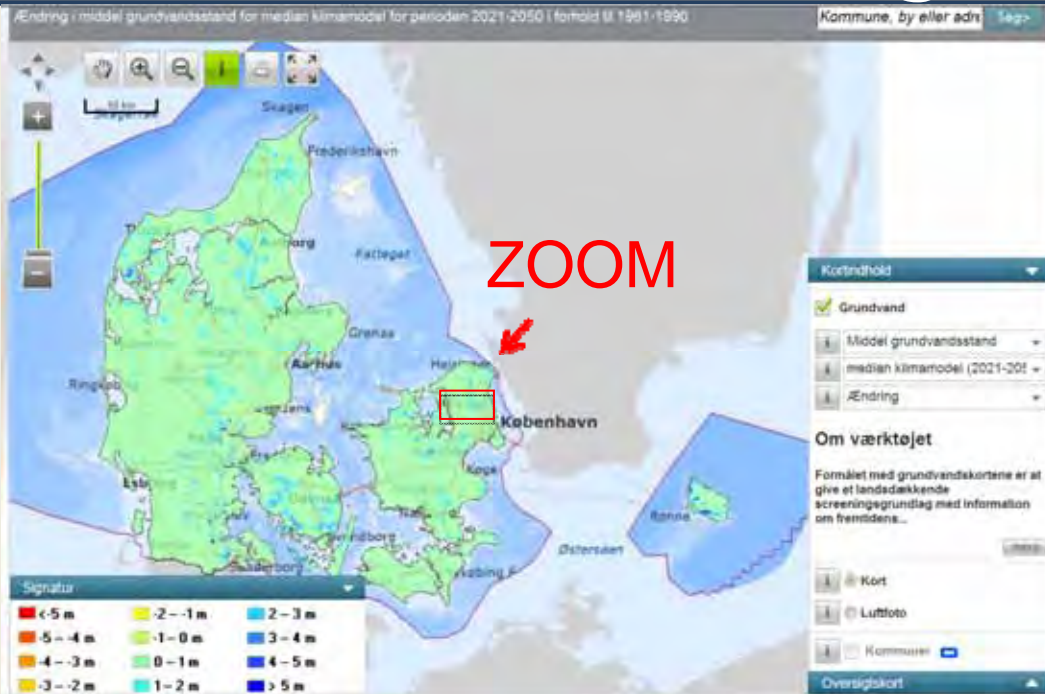 Ændring i middel grundvandsstand for median klimamodel for perioden 2021-2050 i forhold til 1961-1990
Kommune, by eller adre
Søg>
Skagen
Frederikshavn
Kattegat
ZOOM
Grenaa
Aarhus
Ringkøb
København
Køge
Esb
Rønne
Østersøen
Svendborg
Kortindhold
Grundvand
Middel grundvandsstand
median klimamodel (2021-205
Ændring
Om værktøjet
Formålet med grundvandskortene er at
give et landsdækkende
screeningsgrundlag med information
om fremtidens...
Kort
Luftfoto
Kommuner
Oversigtskort
Signatur
<-5 m
-2 – -1 m
2 – 3 m
-5 – -4 m
-1 – 0 m
3 – 4 m
-4 – -3 m
0 – 1 m
4 – 5 m
-3 – -2 m
1 – 2 m
> 5 m